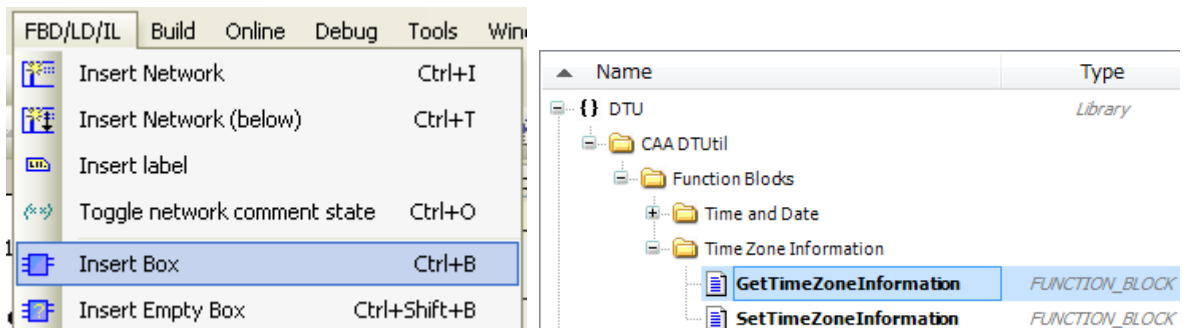 FBD/LD/IL Build Online Debug Tools
Insert Network Ctrl+I
Insert Network (below) Ctrl+T
Insert label
Toggle network comment state Ctrl+O
Insert Box Ctrl+B
Insert Empty Box Ctrl+Shift+B
Name Type
{} DTU Library
CAA DTUtil
Function Blocks
Time and Date
Time Zone Information
GetTimeZoneInformation FUNCTION_BLOCK
SetTimeZoneInformation FUNCTION_BLOCK